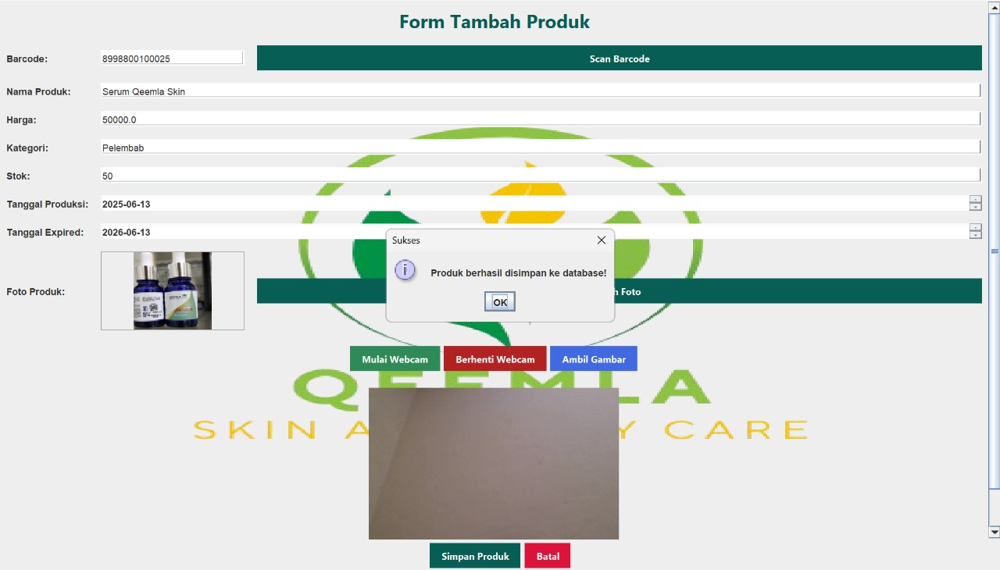 Form Tambah Produk
Barcode: 8998800100025 Scan Barcode
Nama Produk: Serum Qeemla Skin
Harga: 50000.0
Kategori: Pelembab
Stok: 50
Tanggal Produksi: 2025-06-13
Tanggal Expired: 2026-06-13
Sukses
Produk berhasil disimpan ke database!
OK
Foto Produk: Foto
Mulai Webcam Berhenti Webcam Ambil Gambar
QEEMLA
SKIN CARE
Simpan Produk Batal